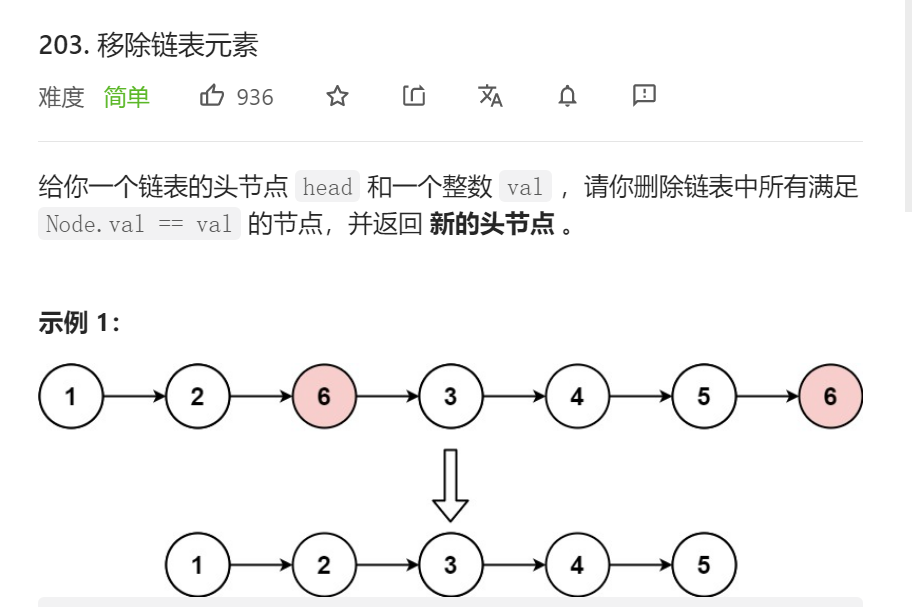 203. 移除链表元素
难度 简单 936
给你一个链表的头节点 head 和一个整数 val ，请你删除链表中所有满足
Node.val == val 的节点，并返回 新的头节点 。
示例 1：
1 2 6 3 4 5 6
1 2 3 4 5